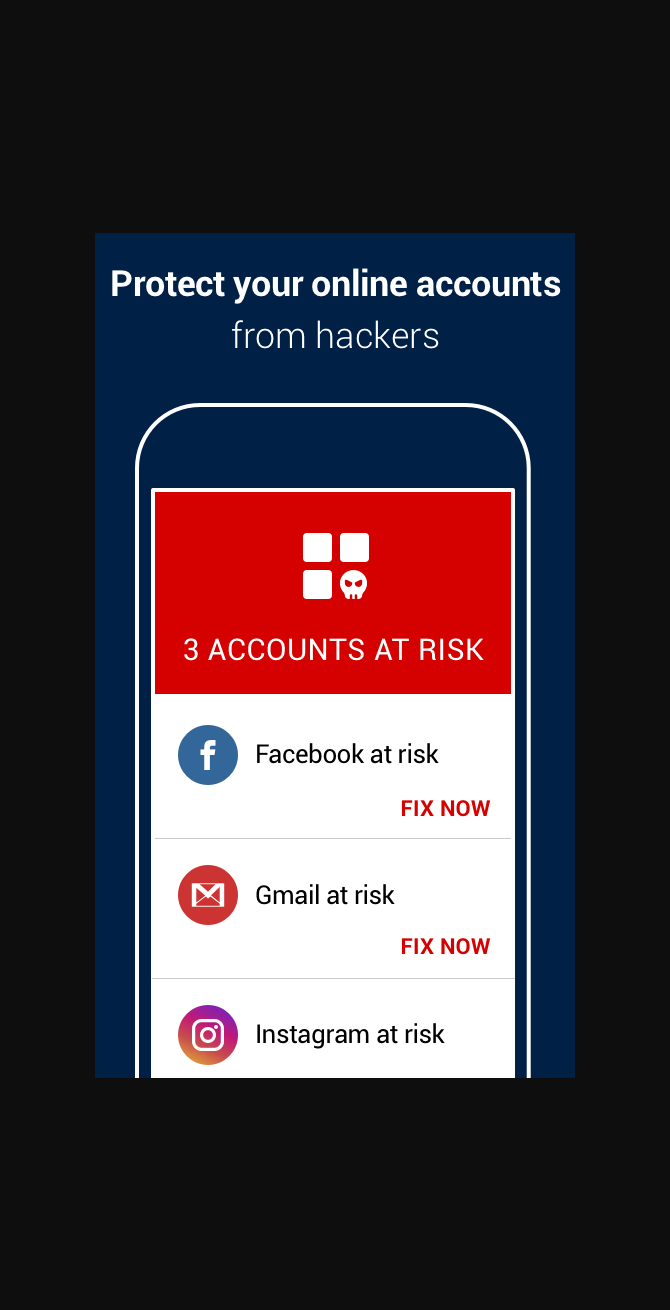 Protect your online accounts
from hackers
3 ACCOUNTS AT RISK
Facebook at risk
FIX NOW
Gmail at risk
FIX NOW
Instagram at risk